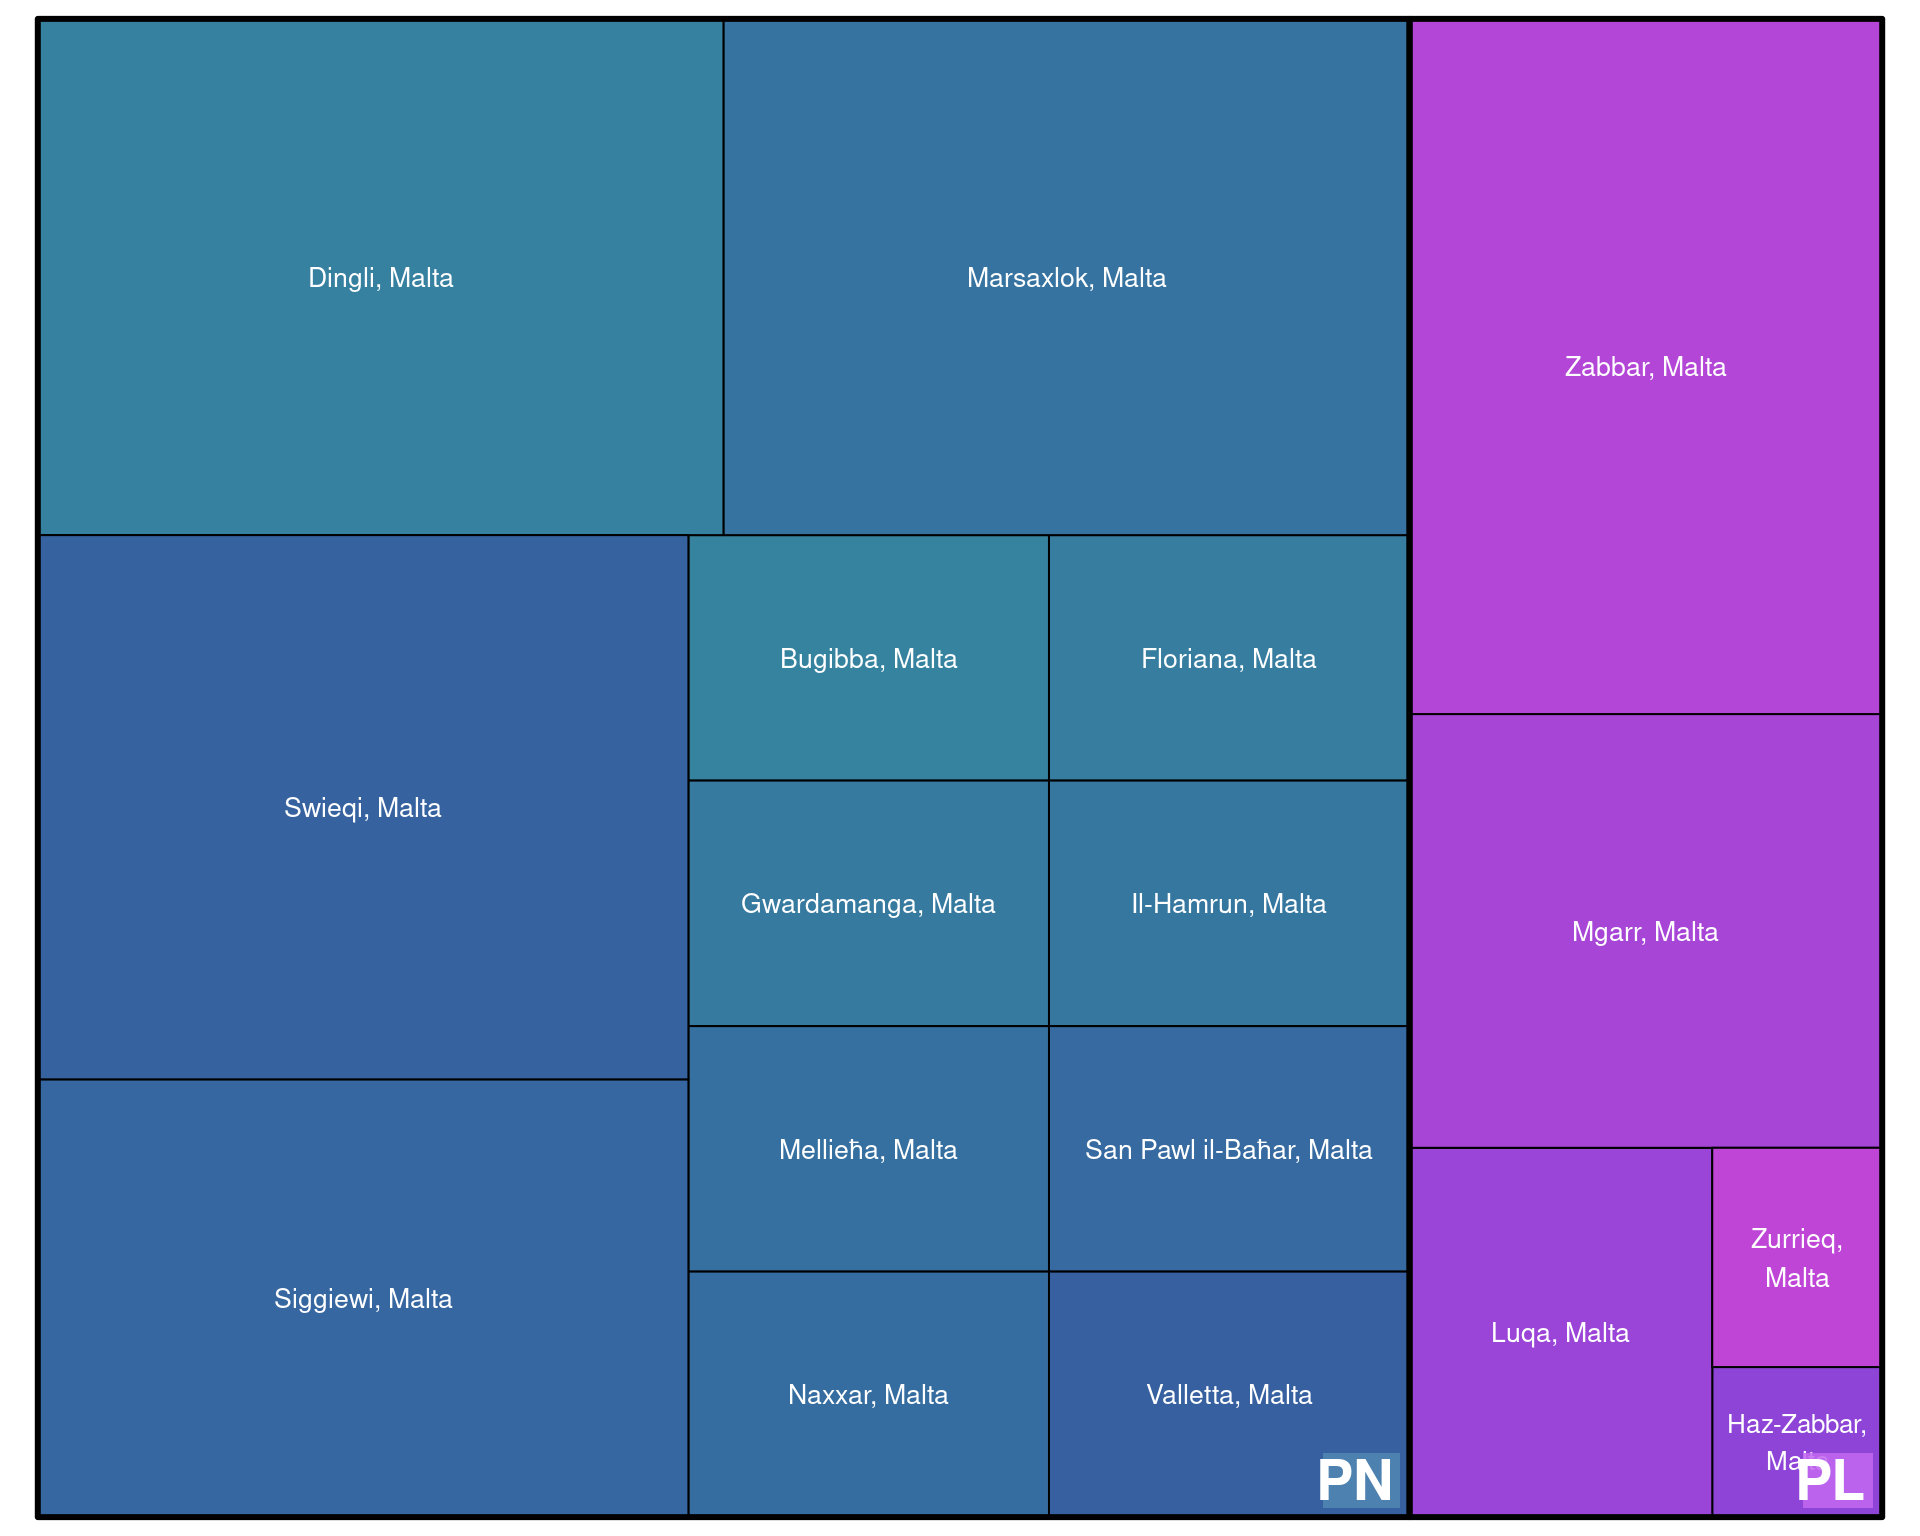 Dingli, Malta
Marsaxlok, Malta
Zabbar, Malta
Swieqi, Malta
Bugibba, Malta
Floriana, Malta
Gwardamanga, Malta
Il-Hamrun, Malta
Mgarr, Malta
Mellieħa, Malta
San Pawl il-Baħar, Malta
Siggiewi, Malta
Naxxar, Malta
Valletta, Malta
PN
Luqa, Malta
Zurrieq,
Malta
Haz-Zabbar,
Malta
PL